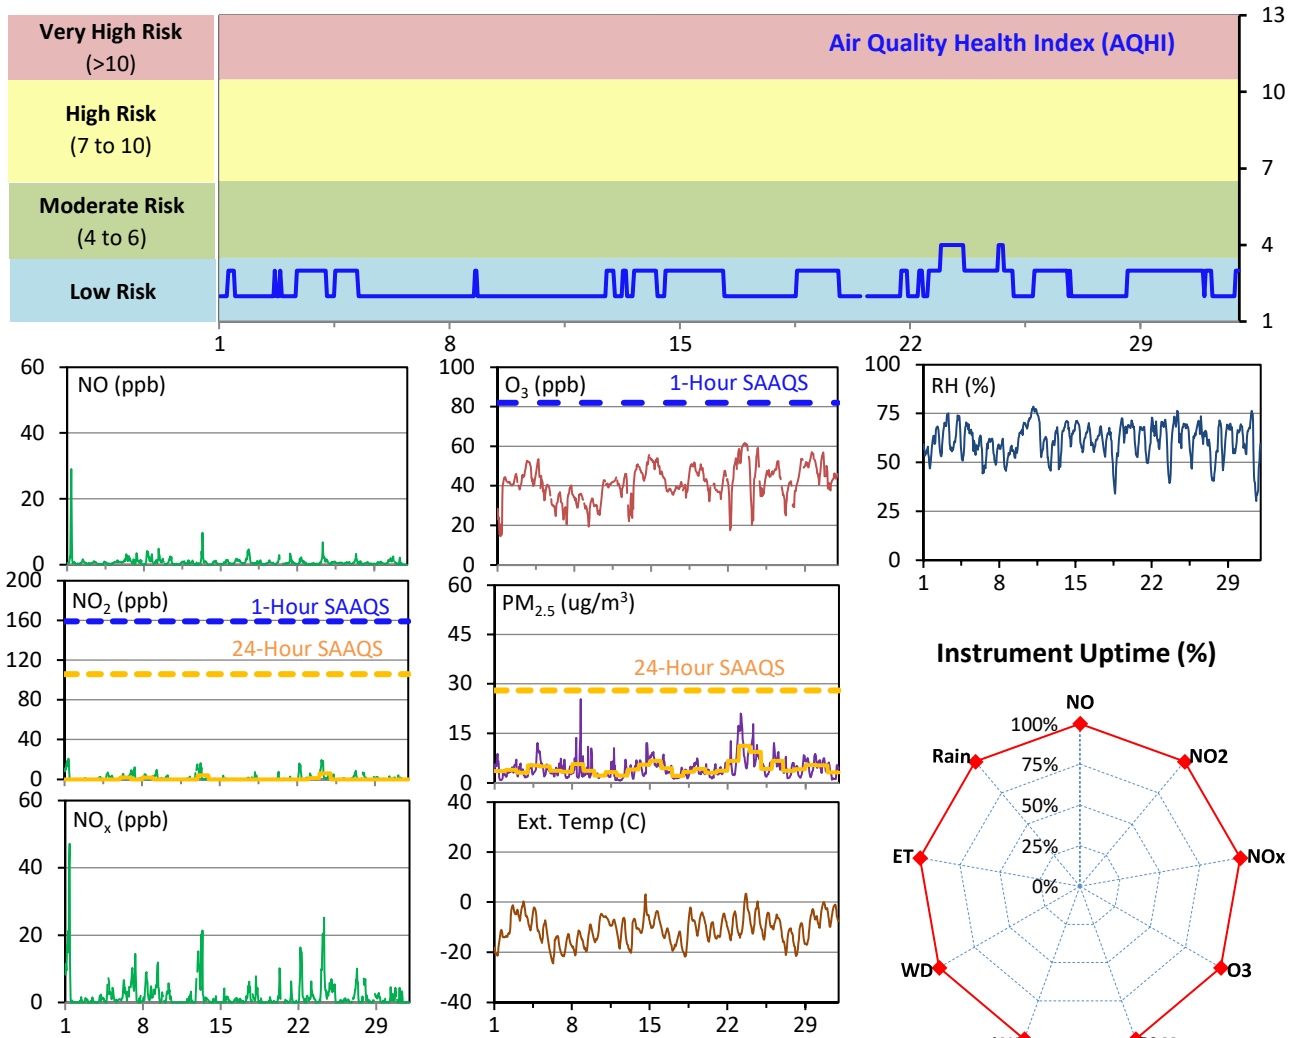 Very High Risk
(>10)
High Risk
(7 to 10)
Moderate Risk
(4 to 6)
Low Risk
Air Quality Health Index (AQHI)
13
10
7
4
1
1 8 15 22 29
NO (ppb)
60
40
20
0
O3 (ppb)
1-Hour SAAQS
100
80
60
40
20
0
RH (%)
100
75
50
25
0
1 8 15 22 29
NO2 (ppb)
1-Hour SAAQS
24-Hour SAAQS
200
160
120
80
40
0
PM2.5 (ug/m3)
24-Hour SAAQS
60
45
30
15
0
NOx (ppb)
60
40
20
0
1 8 15 22 29
Ext. Temp (C)
40
20
0
-20
-40
1 8 15 22 29
Instrument Uptime (%)
NO
NO2
NOx
O3
WD
ET
Rain
100%
75%
50%
25%
0%